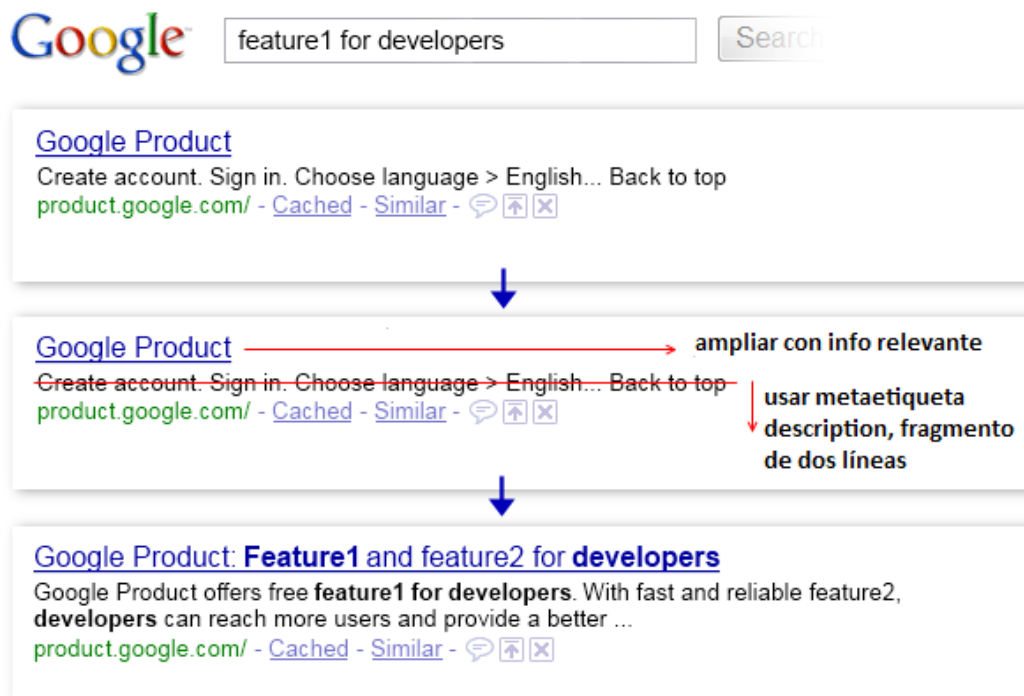 Google™
feature1 for developers
Search
Google Product
Create account. Sign in. Choose language > English... Back to top
product.google.com/ - Cached - Similar -
Google Product
ampliar con info relevante
Create account. Sign in. Choose language > English... Back to top
product.google.com/ - Cached - Similar -
usar metaetiqueta
description, fragmento
de dos líneas
Google Product: Feature1 and feature2 for developers
Google Product offers free feature1 for developers. With fast and reliable feature2,
developers can reach more users and provide a better ...
product.google.com/ - Cached - Similar -